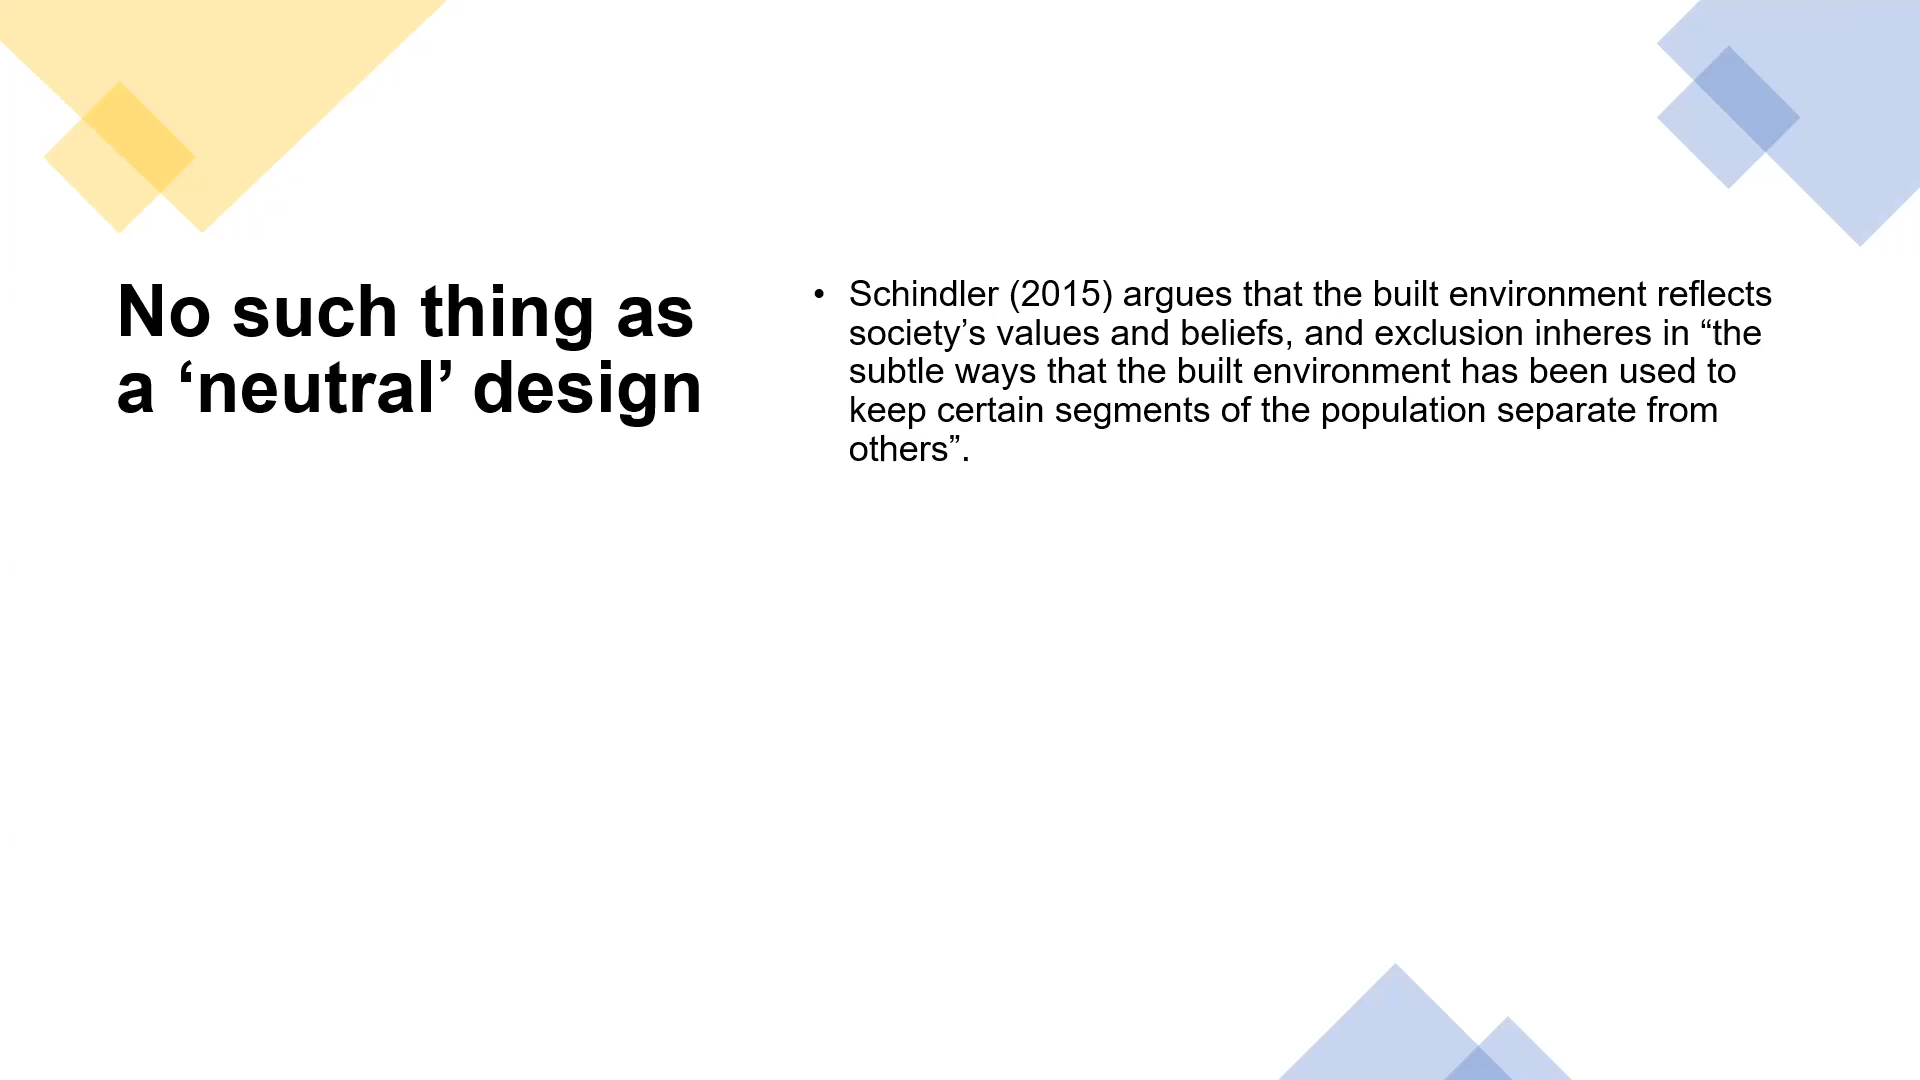 No such thing as
a ‘neutral’ design
• Schindler (2015) argues that the built environment reflects
society’s values and beliefs, and exclusion inheres in “the
subtle ways that the built environment has been used to
keep certain segments of the population separate from
others”.